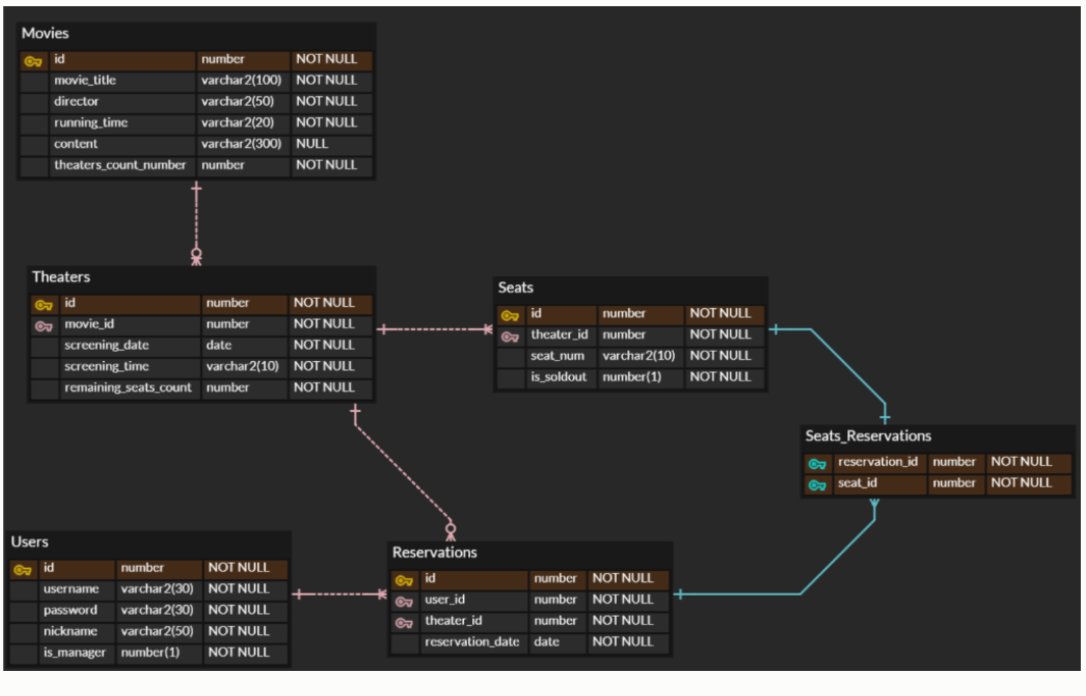 Movies
id number NOT NULL
movie_title varchar2(100) NOT NULL
director varchar2(50) NOT NULL
running_time varchar2(20) NOT NULL
content varchar2(300) NULL
theaters_count_number number NOT NULL
Theaters
id number NOT NULL
movie_id number NOT NULL
screening_date date NOT NULL
screening_time varchar2(10) NOT NULL
remaining_seats_count number NOT NULL
Seats
id number NOT NULL
theater_id number NOT NULL
seat_num varchar2(10) NOT NULL
is_soldout number(1) NOT NULL
Seats_Reservations
reservation_id number NOT NULL
seat_id number NOT NULL
Users
id number NOT NULL
username varchar2(30) NOT NULL
password varchar2(30) NOT NULL
nickname varchar2(50) NOT NULL
is_manager number(1) NOT NULL
Reservations
id number NOT NULL
user_id number NOT NULL
theater_id number NOT NULL
reservation_date date NOT NULL